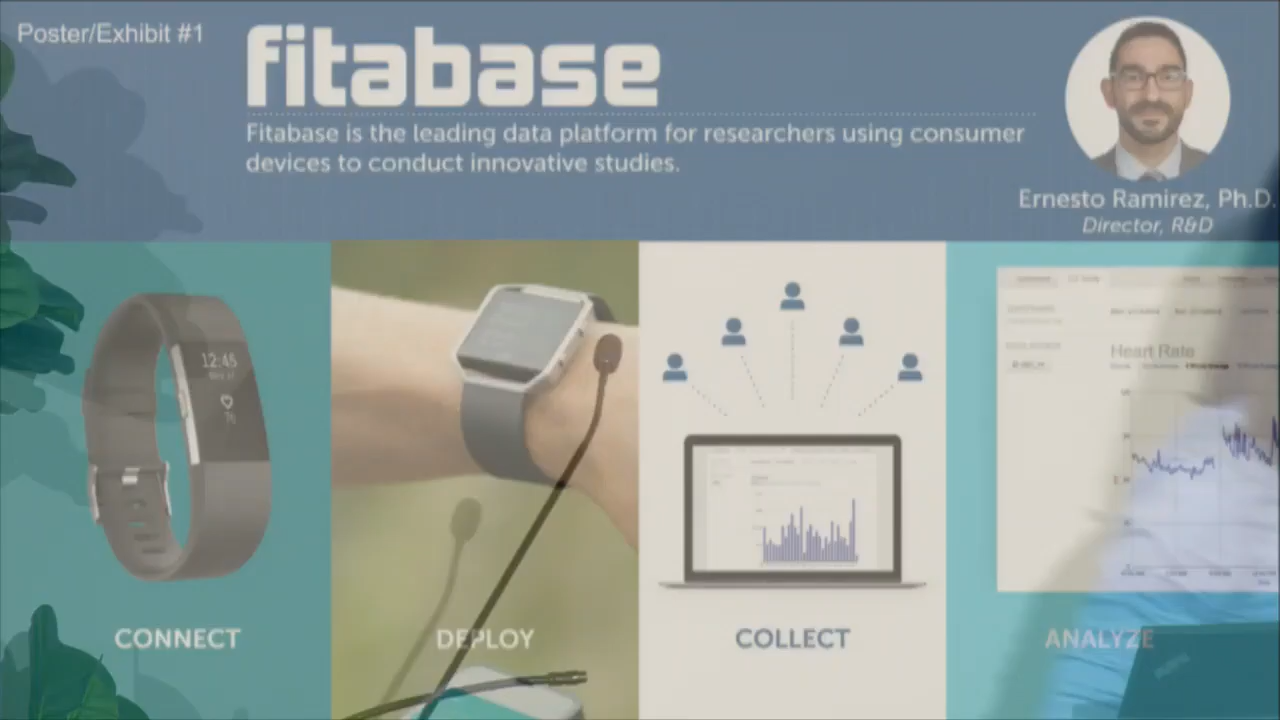 Poster/Exhibit #1
fitabase
Fitabase is the leading data platform for researchers using consumer
devices to conduct innovative studies.
Ernesto Ramirez, Ph.D.
Director, R&D
12:45
76
Heart Rate
CONNECT
DEPLOY
COLLECT
ANALYZE